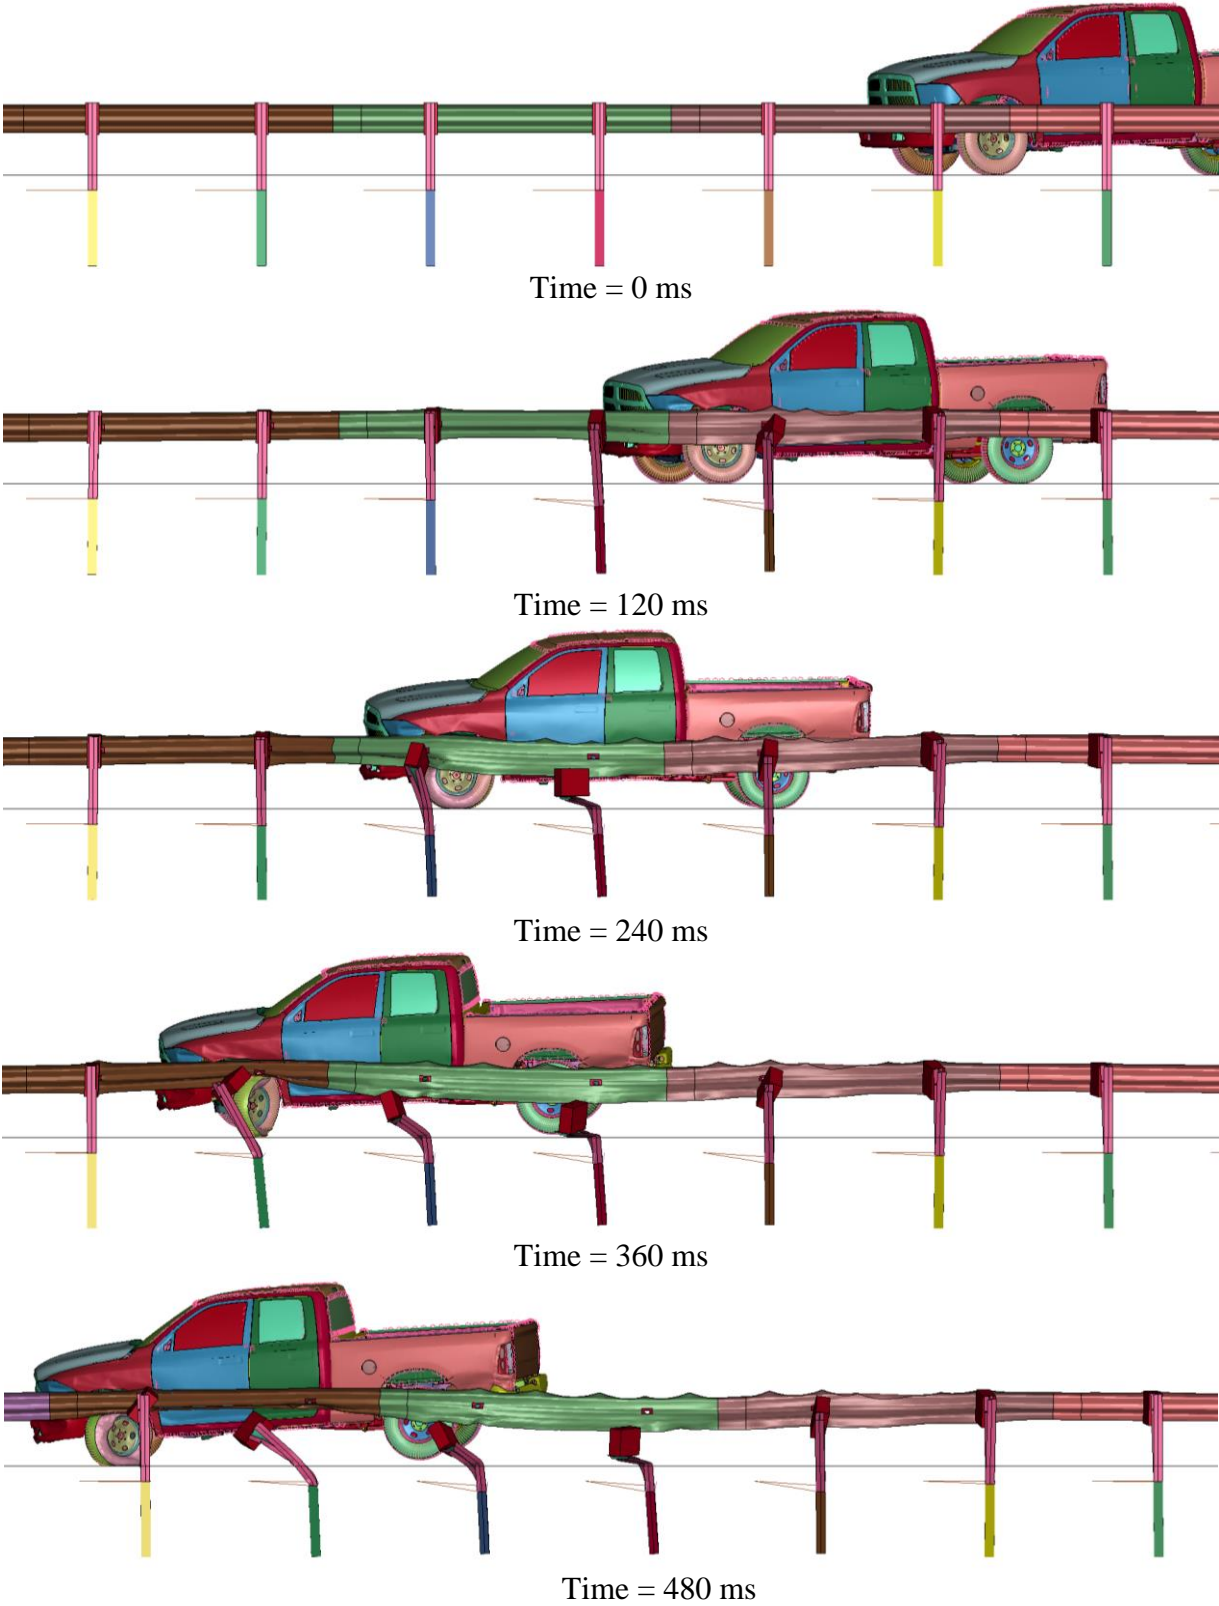 Time = 0 ms
Time = 120 ms
Time = 240 ms
Time = 360 ms
Time = 480 ms